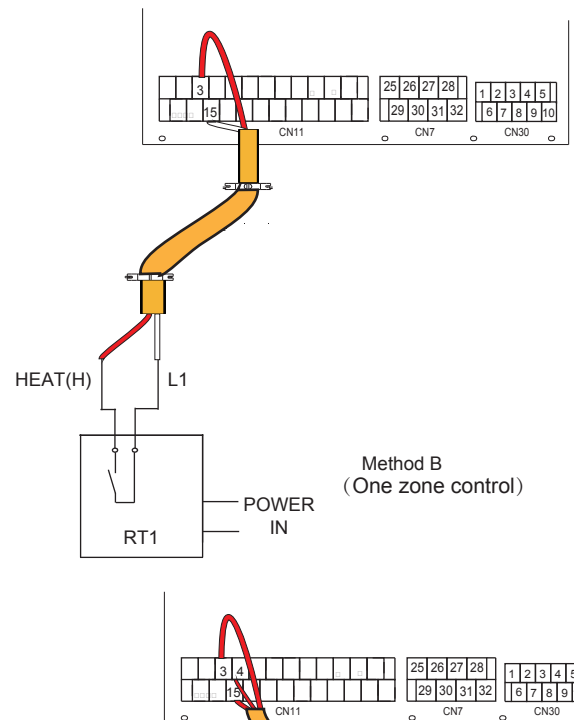 3
15
CN11
25 26 27 28
29 30 31 32
CN7
1 2 3 4 5
6 7 8 9 10
CN30
HEAT(H)
L1
RT1
POWER
IN
Method B
(One zone control)
3 4
15
CN11
25 26 27 28
29 30 31 32
CN7
1 2 3 4 5
6 7 8 9
CN30